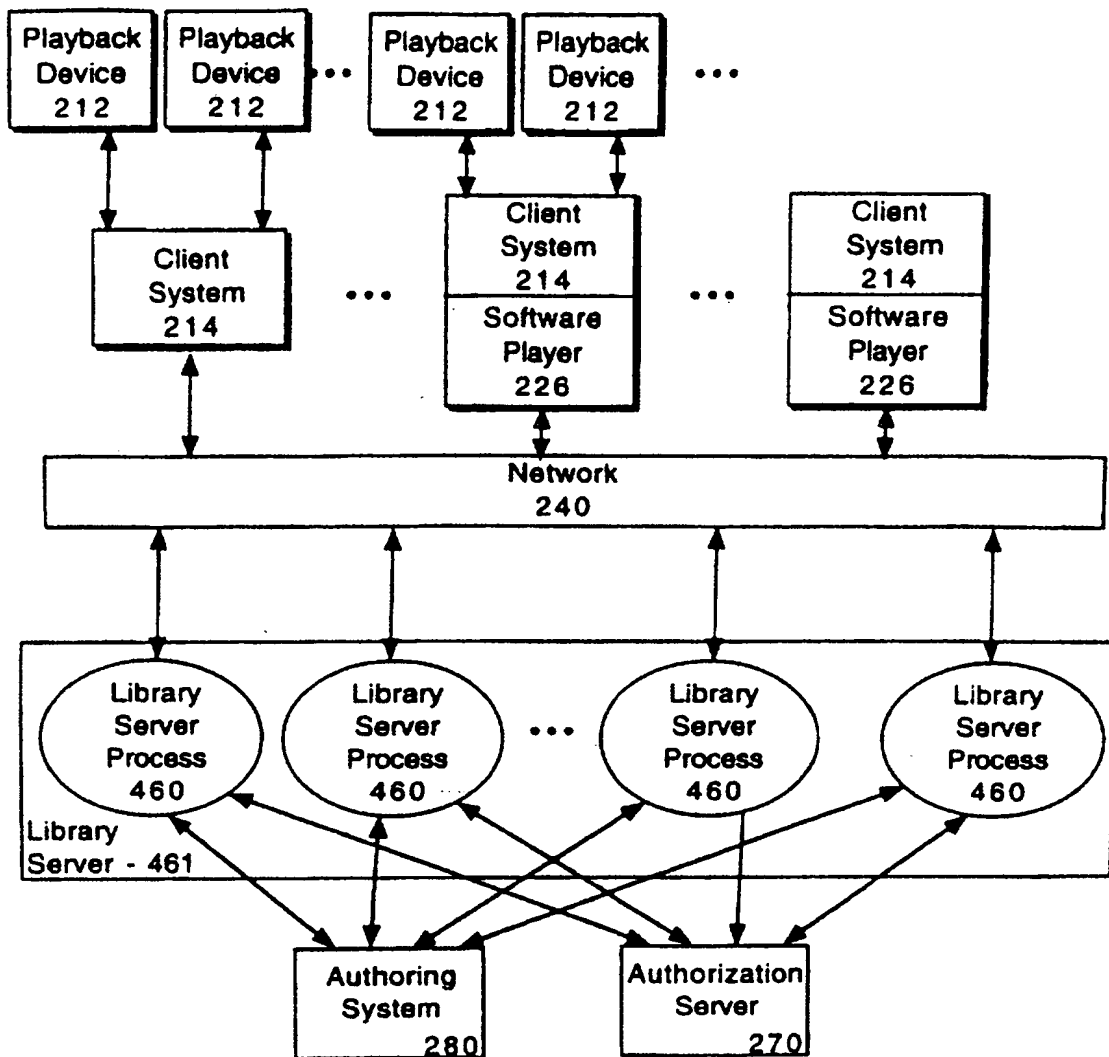 Playback
Device
212
Playback
Device
212
Playback
Device
212
Playback
Device
212
Client
System
214
Client
System
214
Software
Player
226
Client
System
214
Software
Player
226
Network
240
Library
Server
Process
460
Library
Server
Process
460
Library
Server
Process
460
Library
Server
Process
460
Library
Server - 461
Authoring
System
280
Authorization
Server
270